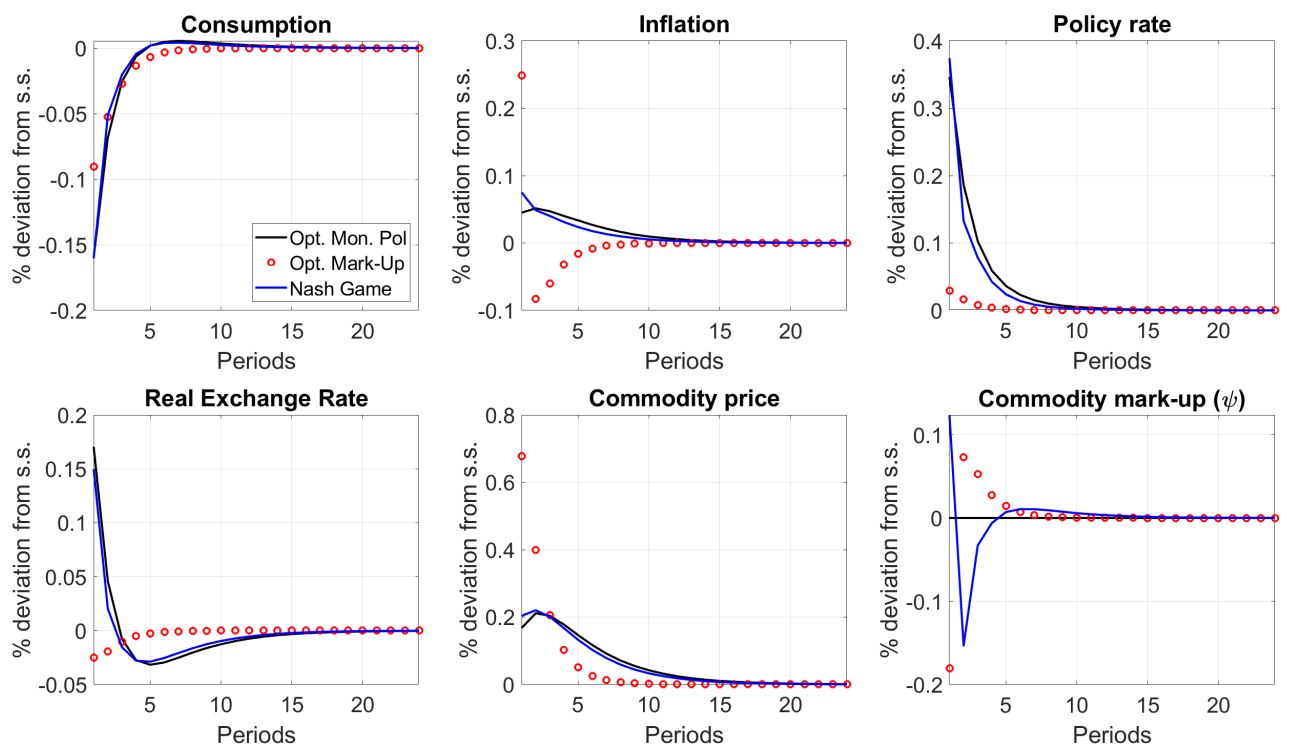 Consumption
% deviation from s.s.
0
-0.05
-0.1
-0.15
-0.2
5 10 15 20
Periods
Opt. Mon. Pol
Opt. Mark-Up
Nash Game
Inflation
% deviation from s.s.
0.3
0.2
0.1
0
-0.1
5 10 15 20
Periods
Policy rate
% deviation from s.s.
0.4
0.3
0.2
0.1
0
5 10 15 20
Periods
Real Exchange Rate
% deviation from s.s.
0.2
0.15
0.1
0.05
0
-0.05
5 10 15 20
Periods
Commodity price
% deviation from s.s.
0.8
0.6
0.4
0.2
0
5 10 15 20
Periods
Commodity mark-up (ψ)
% deviation from s.s.
0.1
0
-0.1
-0.2
5 10 15 20
Periods